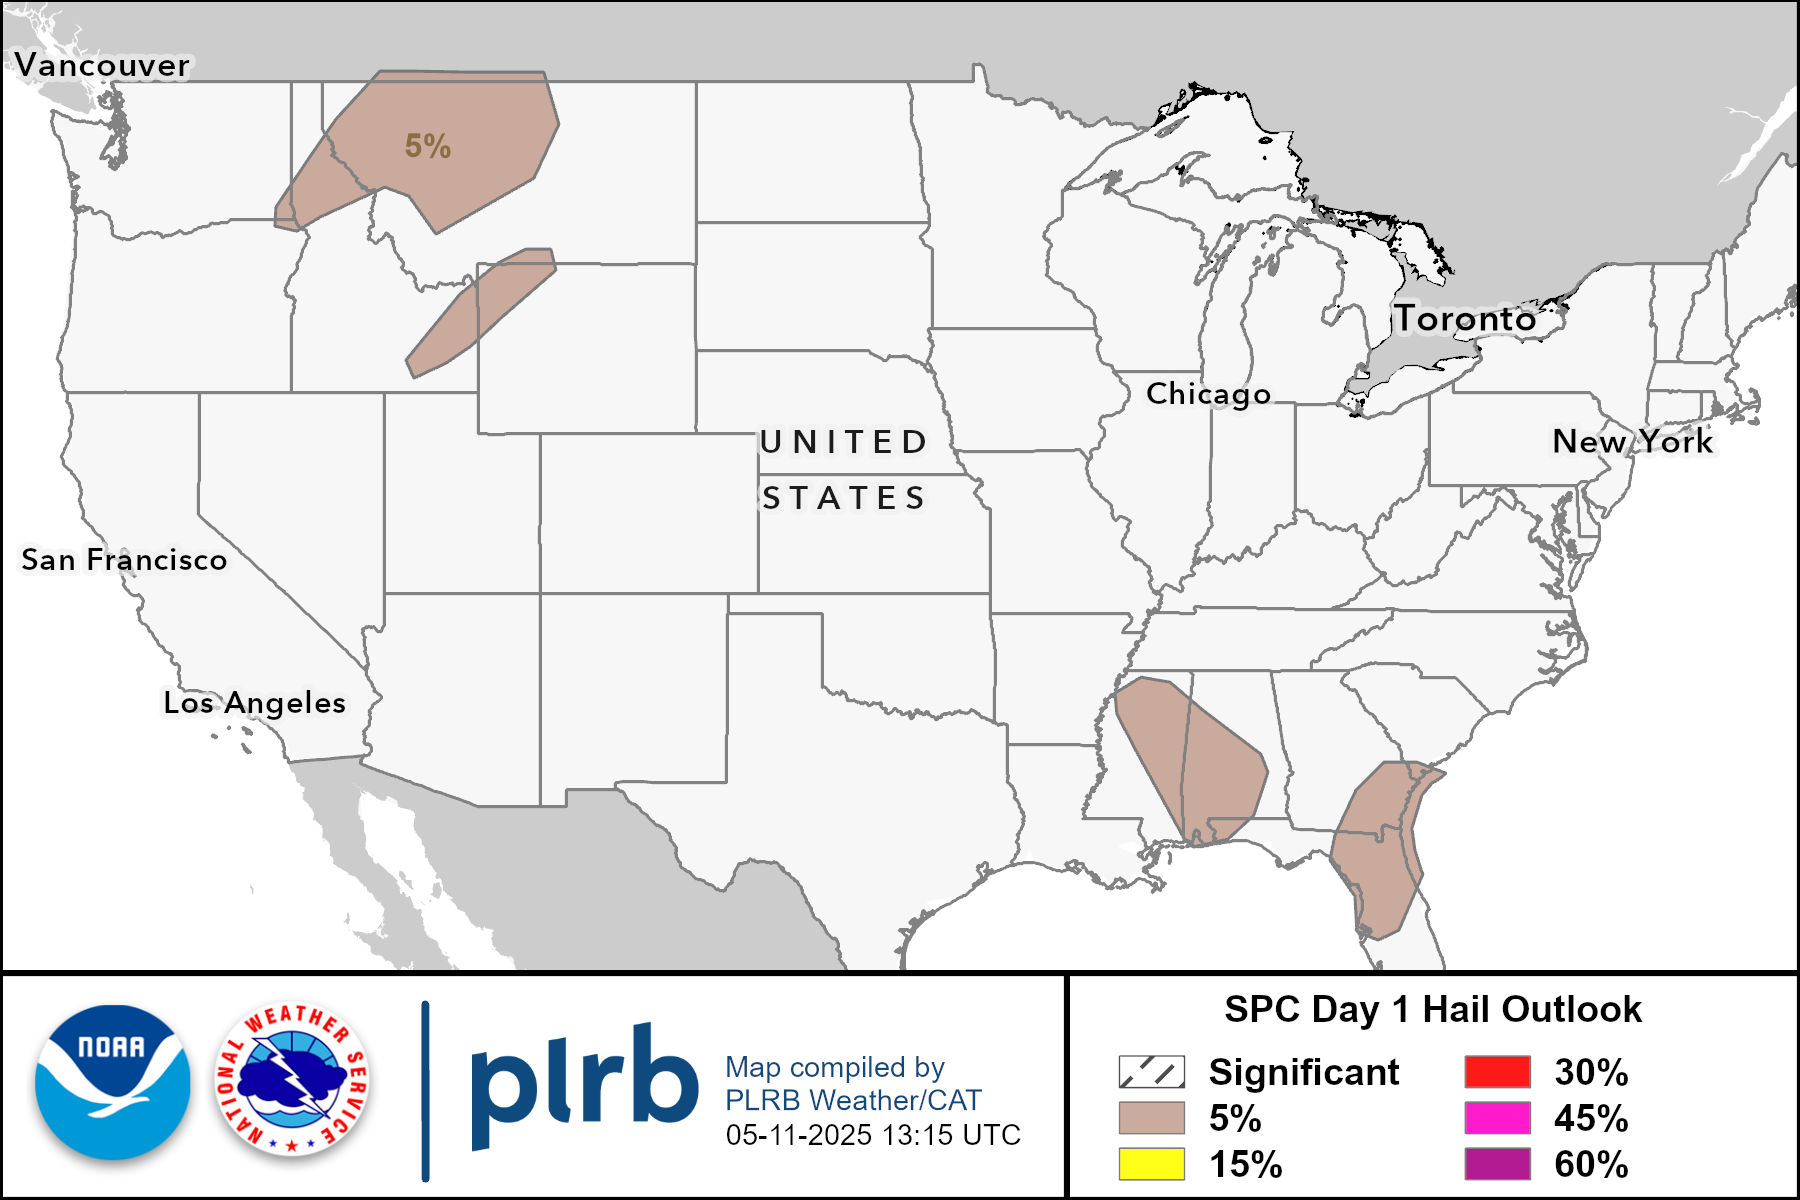 Vancouver
5%
Toronto
Chicago
UNITED
New York
STATES
San Francisco
Los Angeles
NOAA
NATIONAL WEATHER SERVICE
plrb
Map compiled by
PLRB Weather/CAT
05-11-2025 13:15 UTC
SPC Day 1 Hail Outlook
Significant
30%
5%
45%
15%
60%